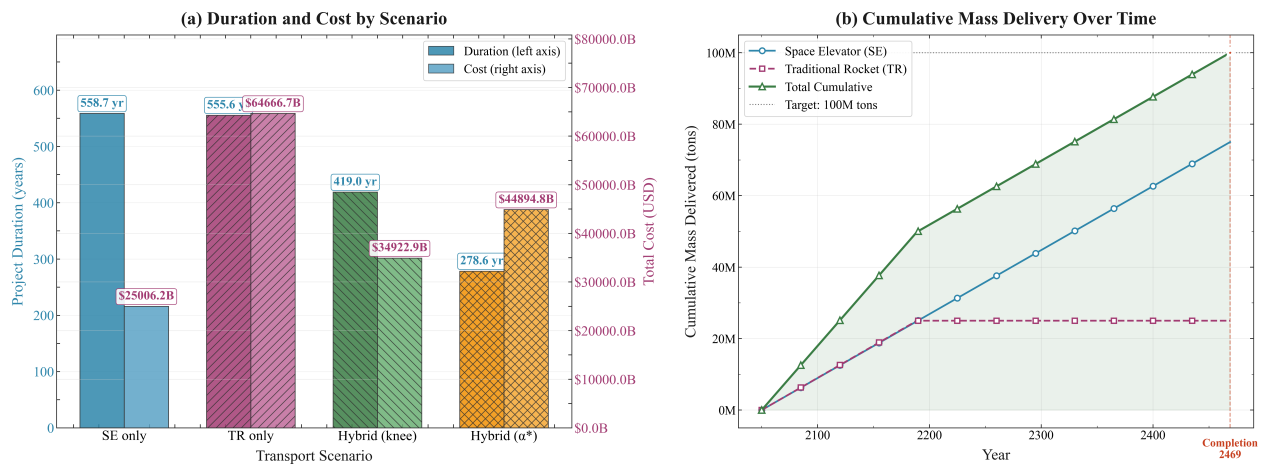 (a) Duration and Cost by Scenario
Duration (left axis)
Cost (right axis)
Project Duration (years)
600
500
400
300
200
100
0
558.7 yr
$25006.2B
555.6 y
$64666.7B
419.0 yr
$34922.9B
278.6 yr
$44894.8B
$80000.0B
$70000.0B
$60000.0B
$50000.0B
$40000.0B
$30000.0B
$20000.0B
$10000.0B
$0.0B
Total Cost (USD)
SE only
TR only
Hybrid (knee)
Hybrid (α*)
Transport Scenario
(b) Cumulative Mass Delivery Over Time
Space Elevator (SE)
Traditional Rocket (TR)
Total Cumulative
Target: 100M tons
Cumulative Mass Delivered (tons)
100M
80M
60M
40M
20M
0M
2100
2200
2300
2400
Completion
2469
Year